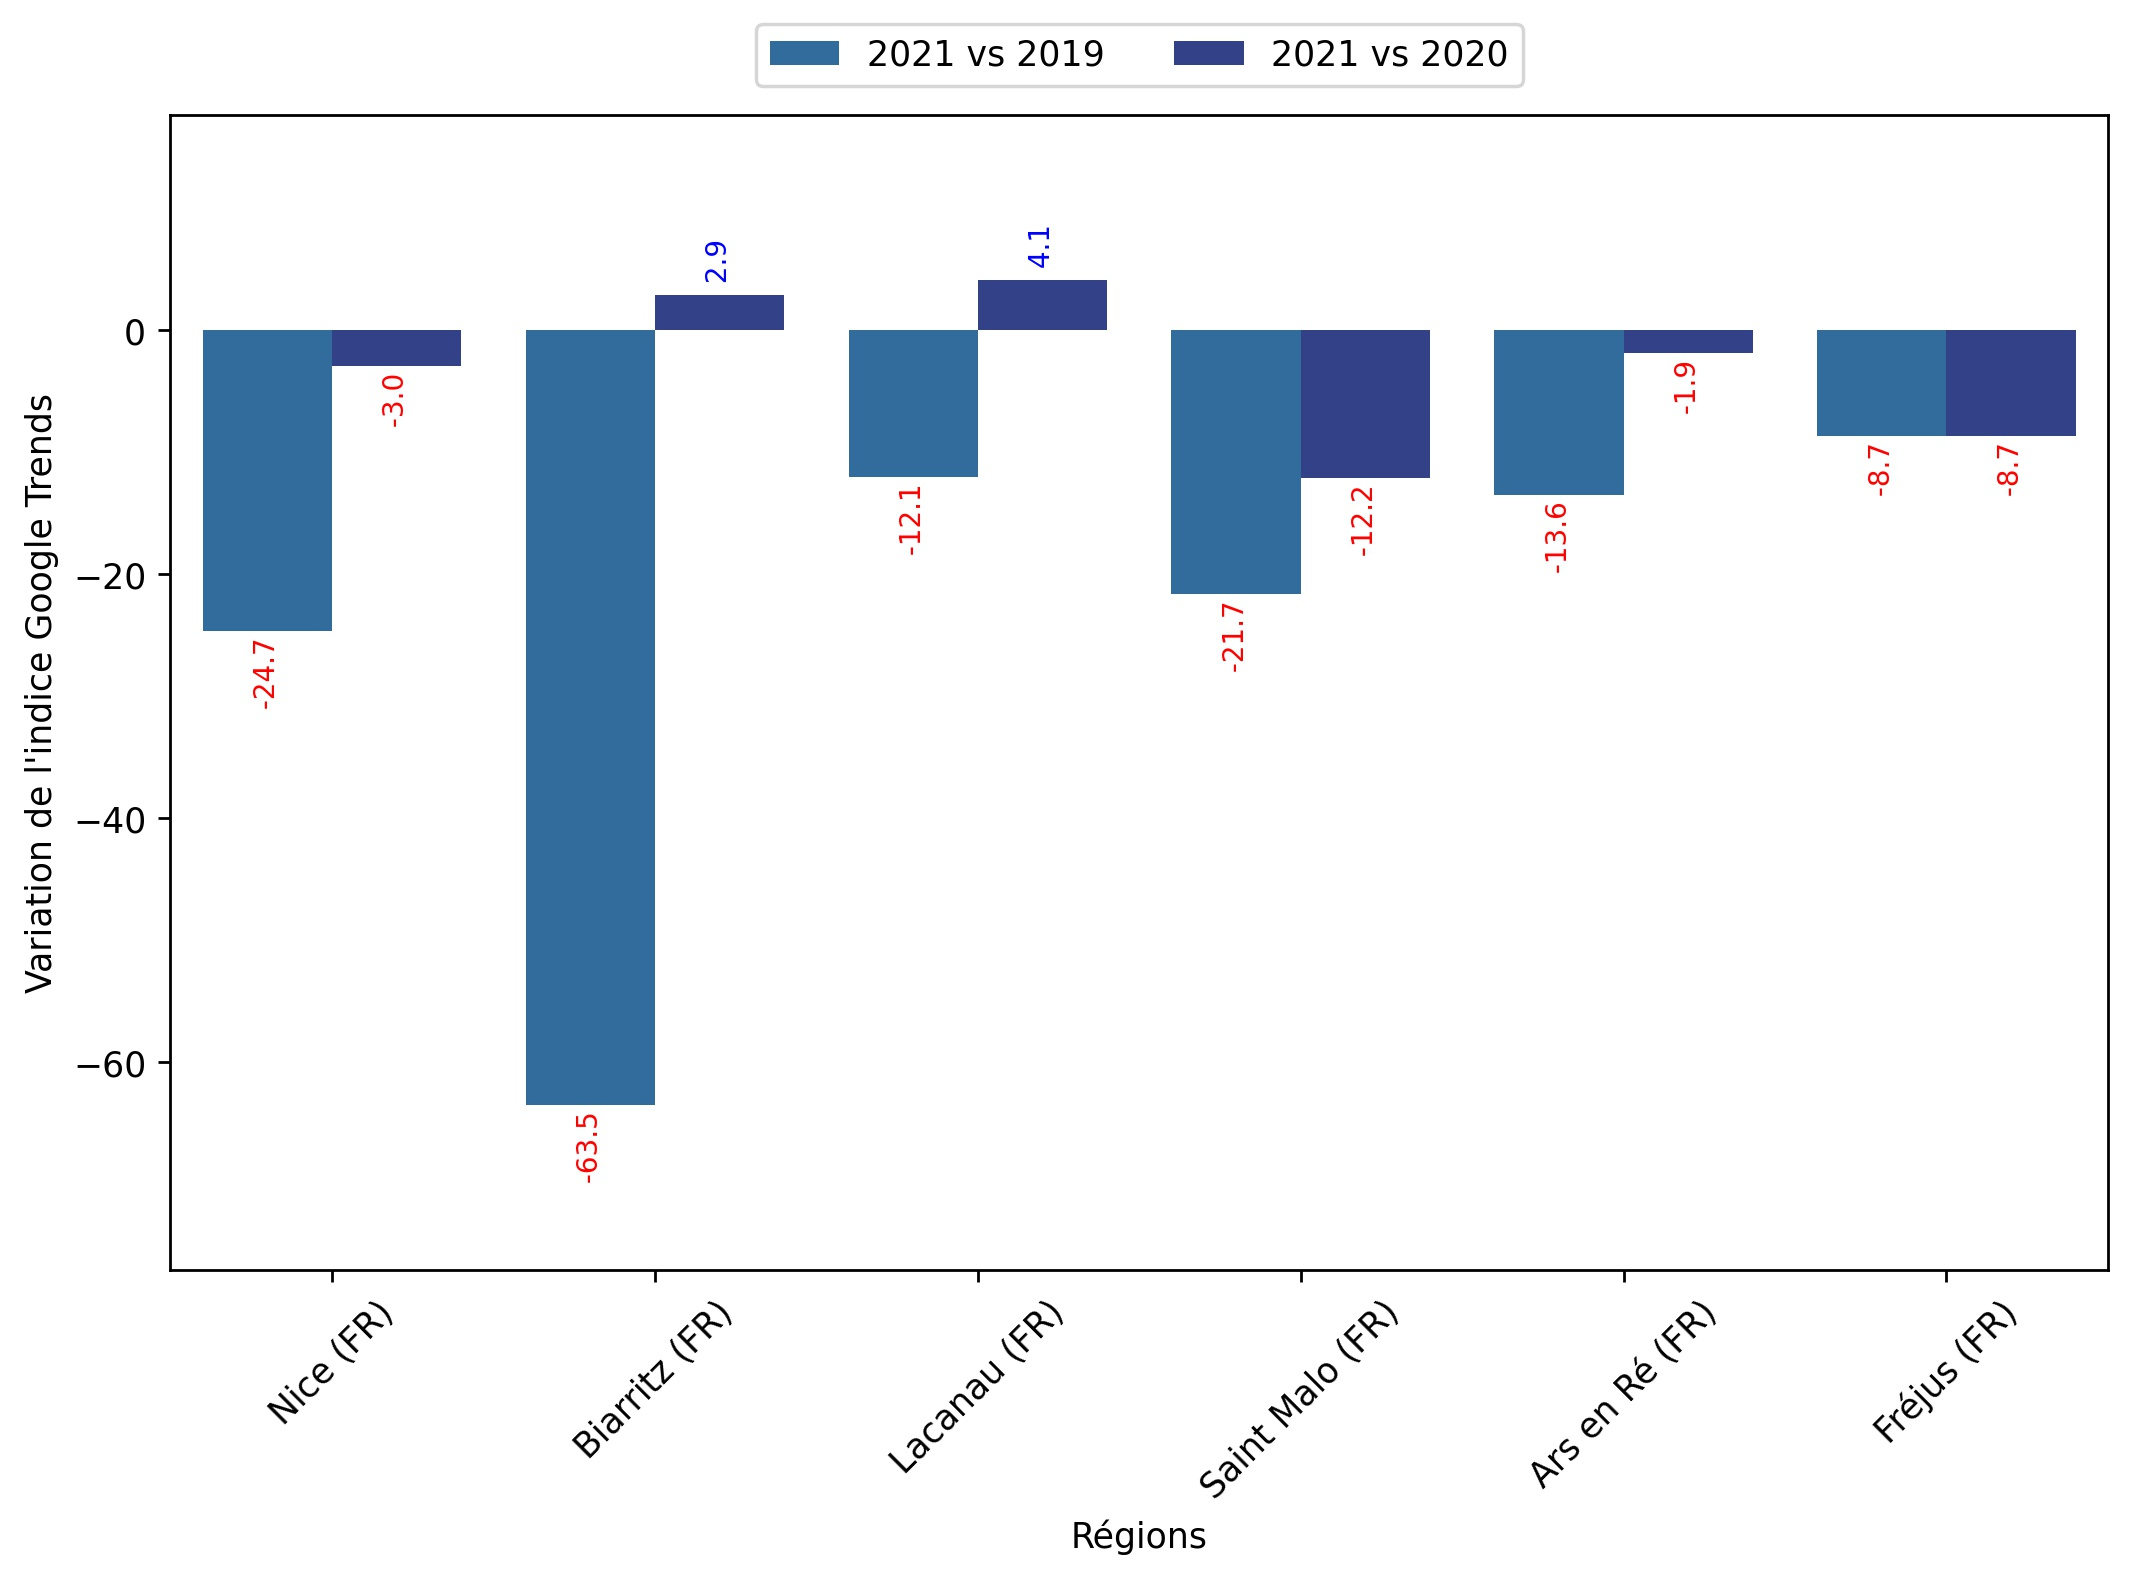 2021 vs 2019
2021 vs 2020
Variation de l'indice Google Trends
0
−20
−40
−60
-24.7
-3.0
-63.5
2.9
-12.1
4.1
-21.7
-12.2
-13.6
-1.9
-8.7
-8.7
Nice (FR)
Biarritz (FR)
Lacanau (FR)
Saint Malo (FR)
Ars en Ré (FR)
Fréjus (FR)
Régions